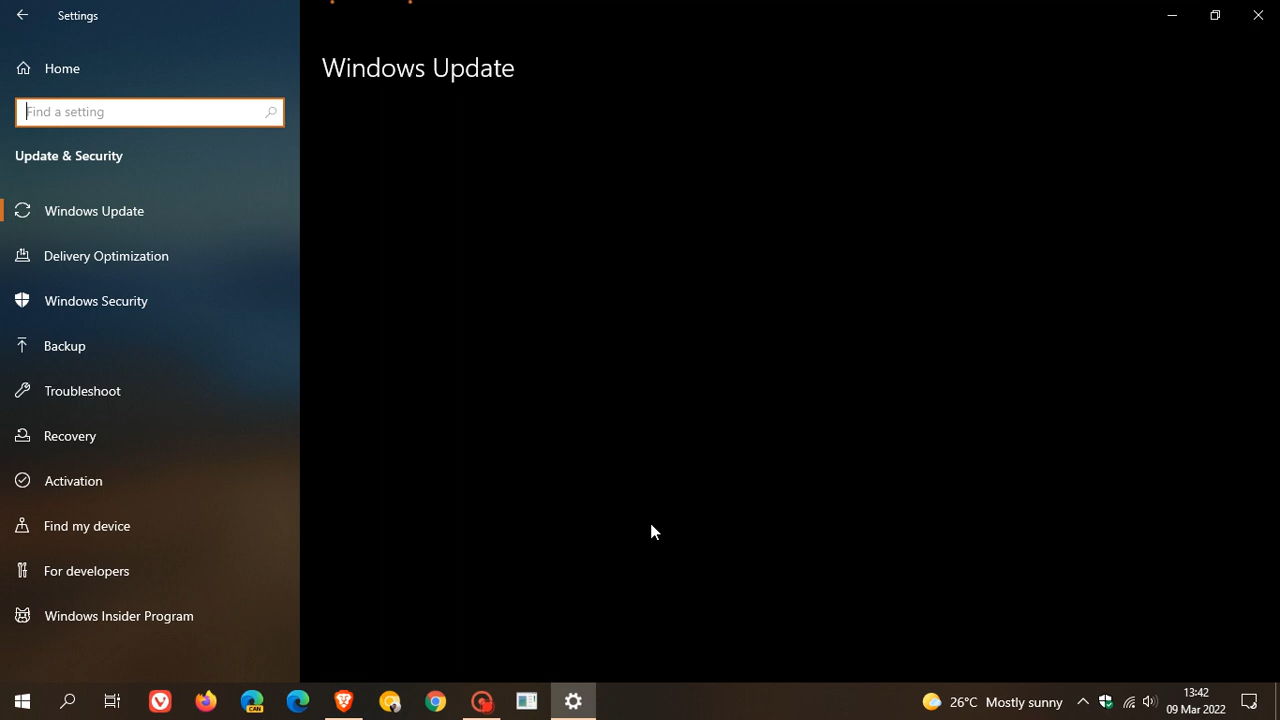 Settings
Home
Find a setting
Update & Security
Windows Update
Delivery Optimization
Windows Security
Backup
Troubleshoot
Recovery
Activation
Find my device
For developers
Windows Insider Program
Windows Update
CAN
26°C Mostly sunny
13:42
09 Mar 2022